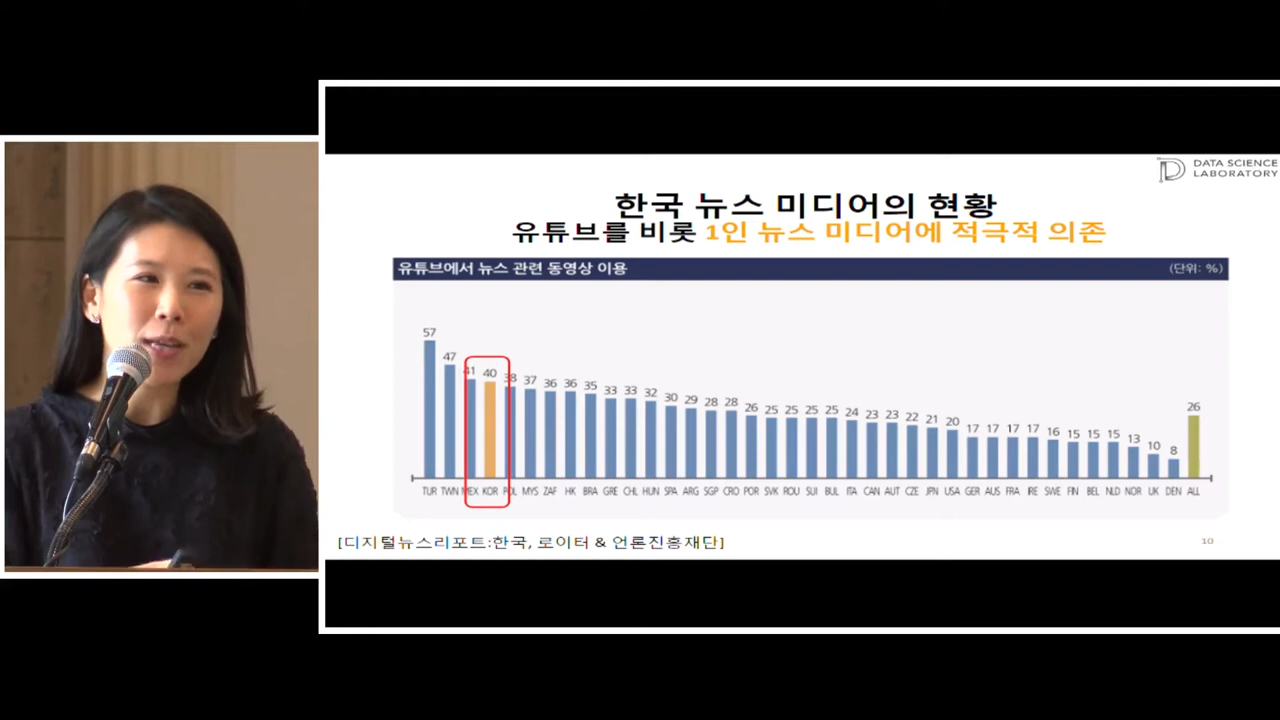 DATA SCIENCE
LABORATORY
한국 뉴스 미디어의 현황
유튜브를 비롯 1인 뉴스 미디어에 적극적 의존
유튜브에서 뉴스 관련 동영상 이용 (단위: %)
57 47 41 40 38 37 36 36 35 33 33 32 30 29 28 28 26 25 25 25 25 24 23 23 22 21 20 17 17 17 17 16 15 15 15 13 10 8 26
TUR TWN MEX KOR POL MYS ZAF HK BRA GRE CHL HUN SPA ARG SGP CRO POR SVK ROU SUI BUL ITA CAN AUT CZE JPN USA GER AUS FRA IRE SWE FIN BEL NLD NOR UK DEN ALL
[디지털뉴스리포트:한국, 로이터 & 언론진흥재단]
10